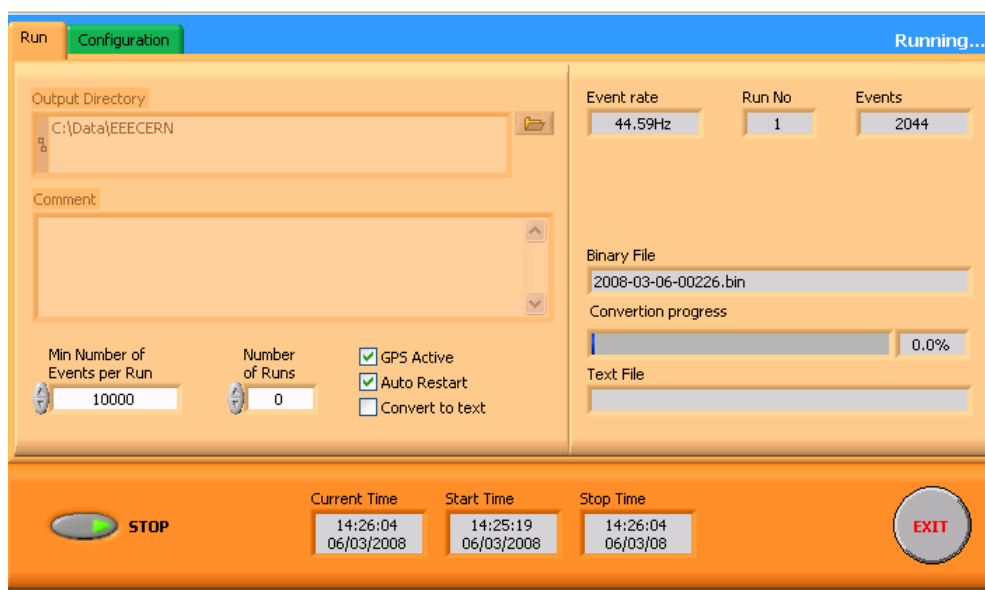 Run
Configuration
Running...
Output Directory
C:\Data\EEECERN
Comment
Min Number of
Events per Run
10000
Number
of Runs
0
GPS Active
Auto Restart
Convert to text
Event rate
44.59Hz
Run No
1
Events
2044
Binary File
2008-03-06-00226.bin
Convertion progress
0.0%
Text File
STOP
Current Time
14:26:04
06/03/2008
Start Time
14:25:19
06/03/2008
Stop Time
14:26:04
06/03/08
EXIT